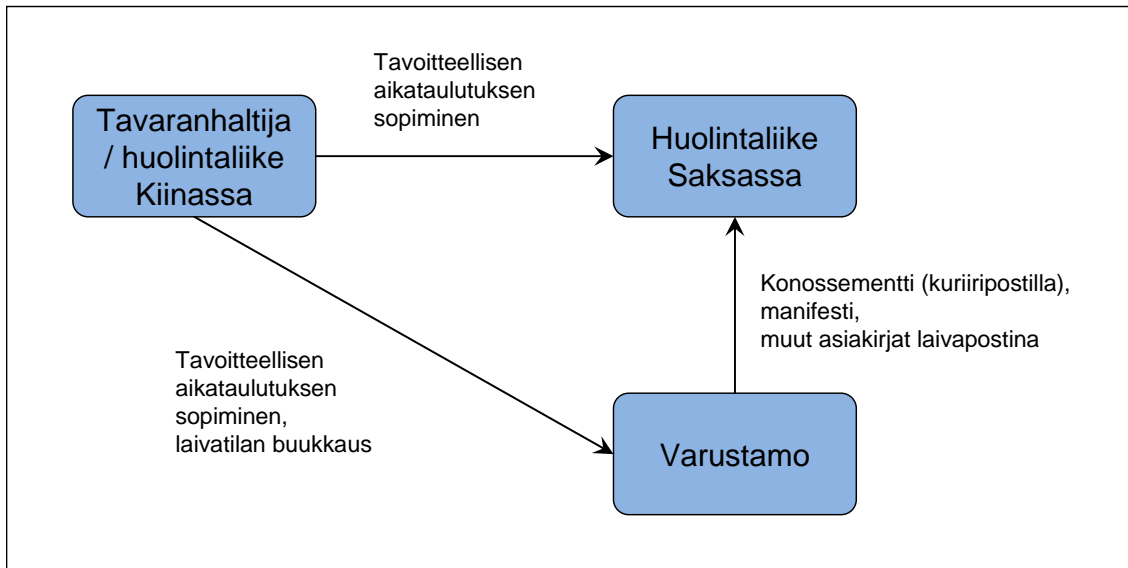 Tavoitteellisen
aikataulutuksen
sopiminen
Tavaranhaltija
/ huolintaliike
Kiinassa
Huolintaliike
Saksassa
Konossementti (kuriiripostilla),
manifesti,
muut asiakirjat laivapostina
Tavoitteellisen
aikataulutuksen
sopiminen,
laivatilan buukkaus
Varustamo